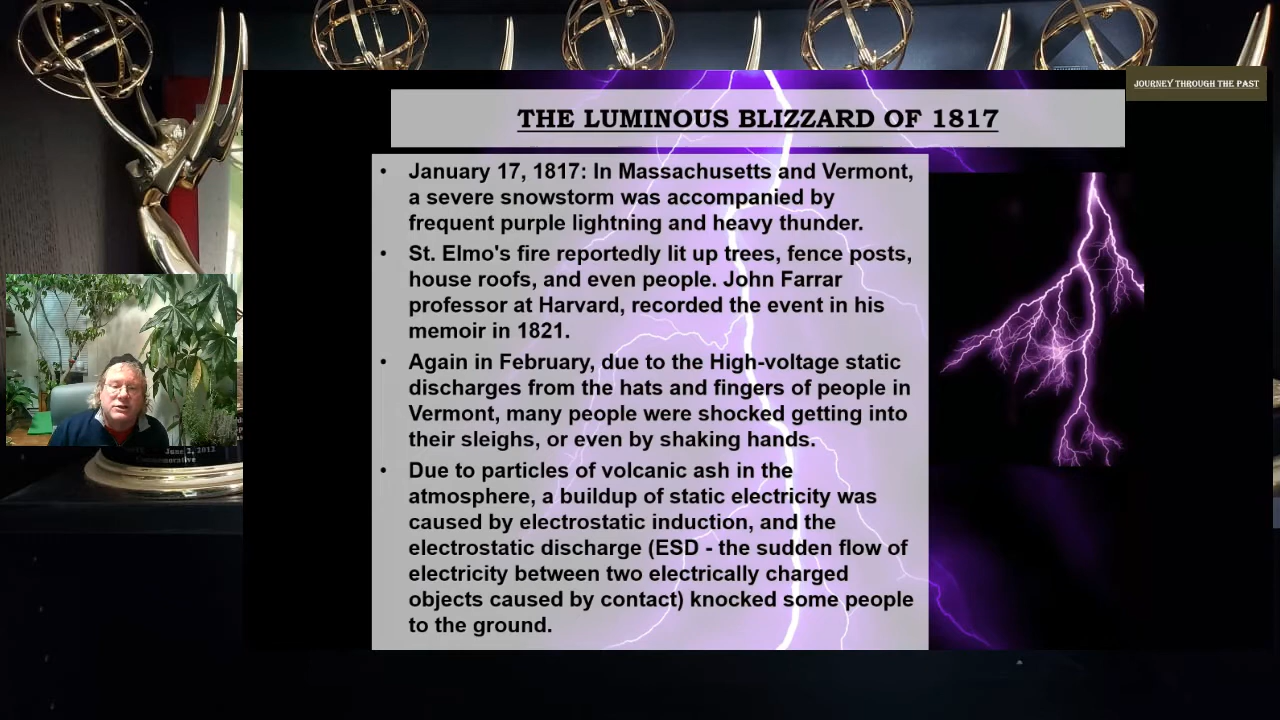 JOURNEY THROUGH THE PAST
THE LUMINOUS BLIZZARD OF 1817
• January 17, 1817: In Massachusetts and Vermont,
a severe snowstorm was accompanied by
frequent purple lightning and heavy thunder.
• St. Elmo's fire reportedly lit up trees, fence posts,
house roofs, and even people. John Farrar
professor at Harvard, recorded the event in his
memoir in 1821.
• Again in February, due to the High-voltage static
discharges from the hats and fingers of people in
Vermont, many people were shocked getting into
their sleighs, or even by shaking hands.
• Due to particles of volcanic ash in the
atmosphere, a buildup of static electricity was
caused by electrostatic induction, and the
electrostatic discharge (ESD - the sudden flow of
electricity between two electrically charged
objects caused by contact) knocked some people
to the ground.
June 2, 2012
Commemorative